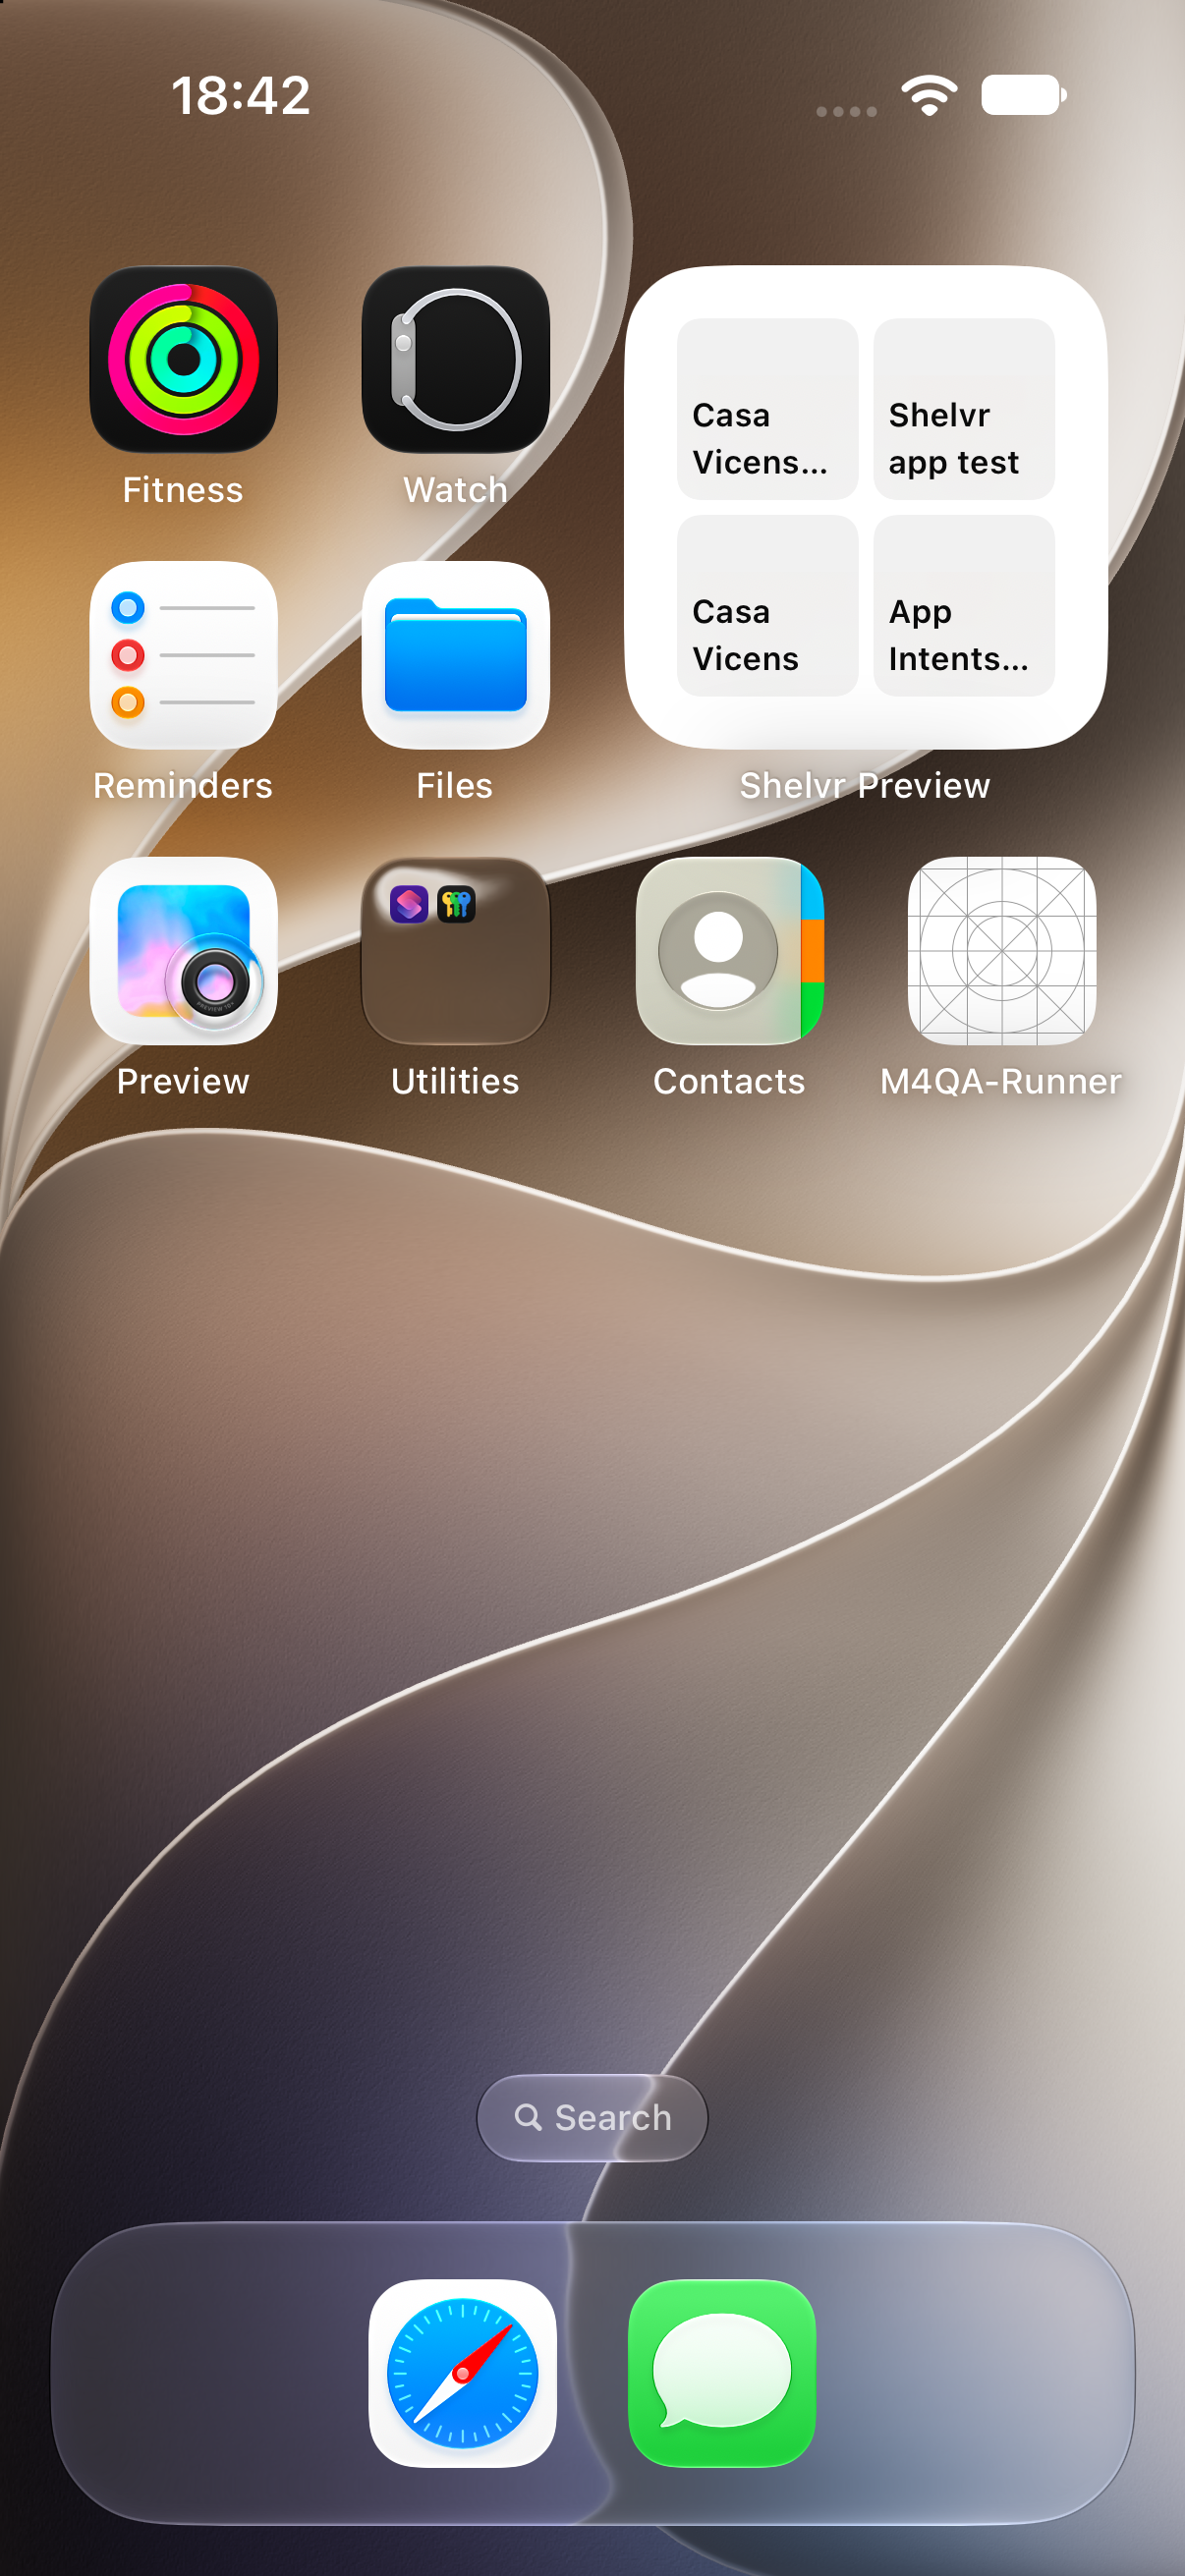 18:42
Casa
Vicens...
Shelvr
app test
Fitness
Watch
Casa
Vicens
App
Intents...
Reminders
Files
Shelvr Preview
Preview
Utilities
Contacts
M4QA-Runner
Search